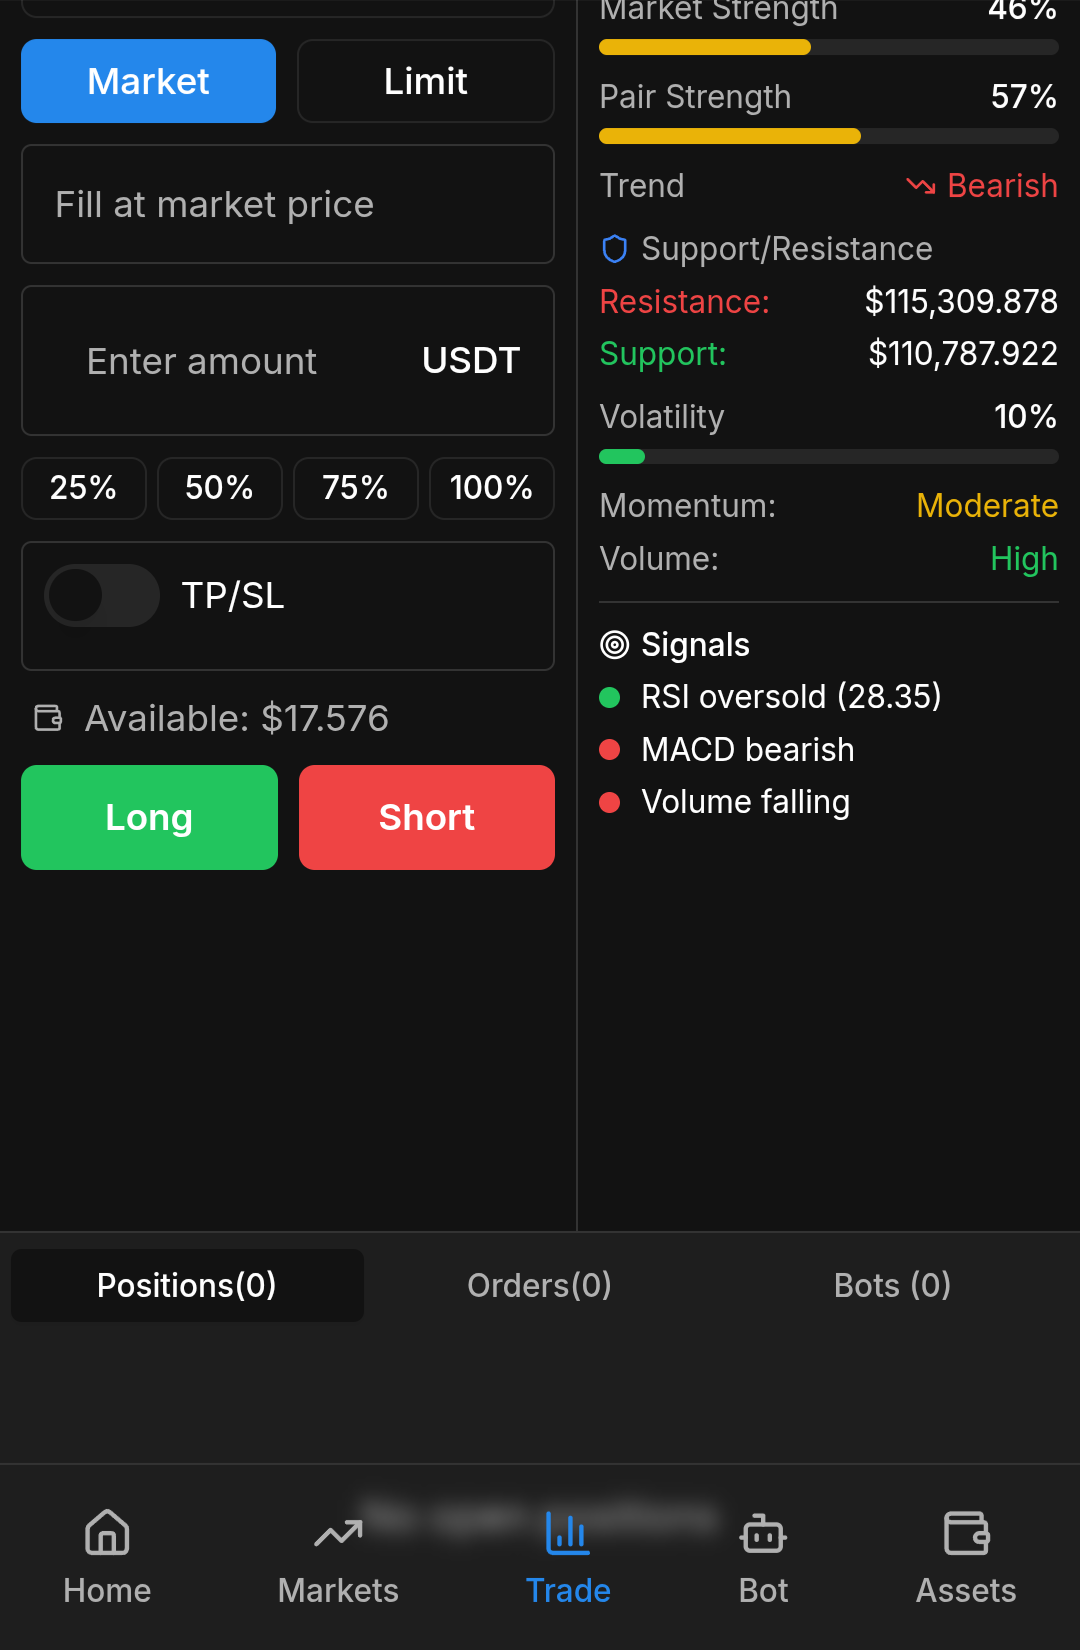 Market Limit
Fill at market price
Enter amount USDT
25% 50% 75% 100%
TP/SL
Available: $17.576
Long Short
Market Strength 46%
Pair Strength 57%
Trend Bearish
Support/Resistance
Resistance: $115,309.878
Support: $110,787.922
Volatility 10%
Momentum: Moderate
Volume: High
Signals
RSI oversold (28.35)
MACD bearish
Volume falling
Positions(0) Orders(0) Bots (0)
No open positions
Home Markets Trade Bot Assets